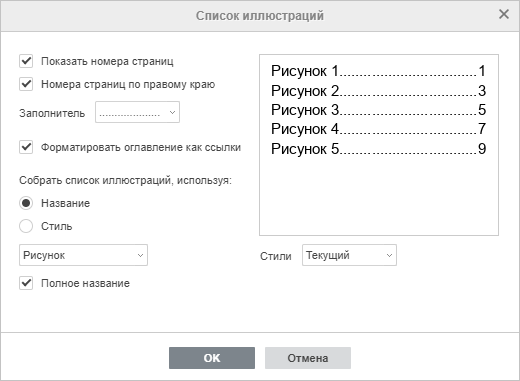 Список иллюстраций
Показать номера страниц
Номера страниц по правому краю
Заполнитель ....................
Форматировать оглавление как ссылки
Собрать список иллюстраций, используя:
Название
Стиль
Рисунок
Полное название
Рисунок 1.................................1
Рисунок 2.................................3
Рисунок 3.................................5
Рисунок 4.................................7
Рисунок 5.................................9
Стили Текущий
OK Отмена